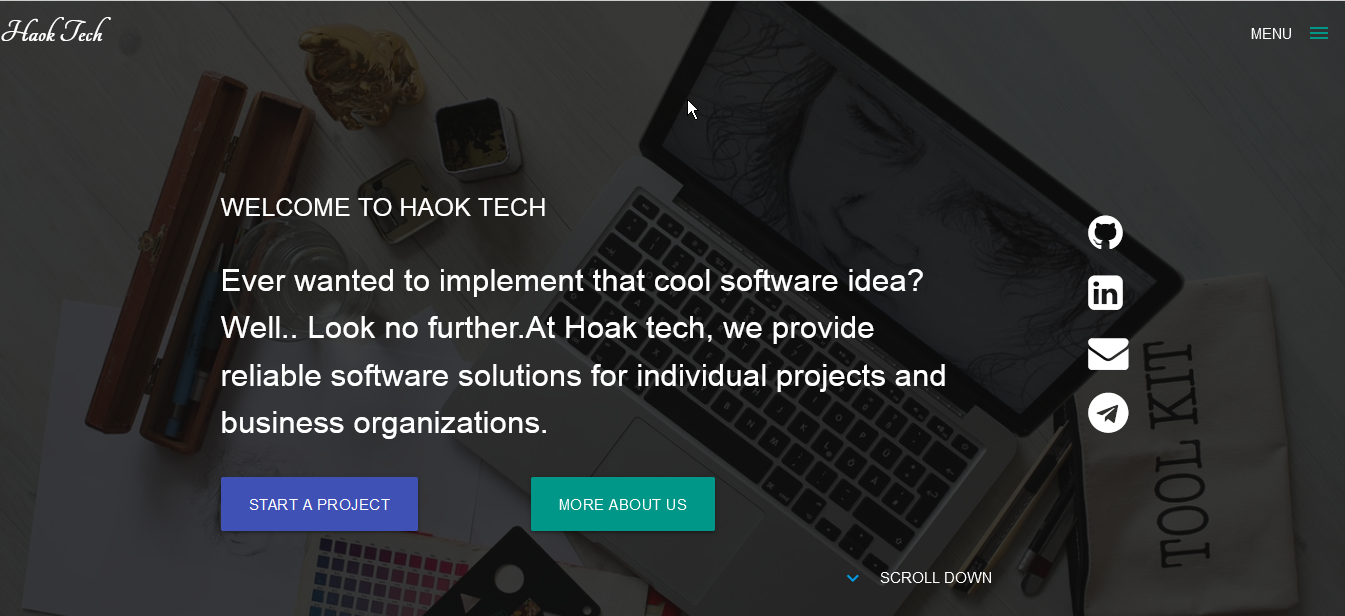 Haok Tech
MENU
WELCOME TO HAOK TECH
Ever wanted to implement that cool software idea?
Well.. Look no further.At Hoak tech, we provide
reliable software solutions for individual projects and
business organizations.
START A PROJECT
MORE ABOUT US
SCROLL DOWN
in
TOOL KIT